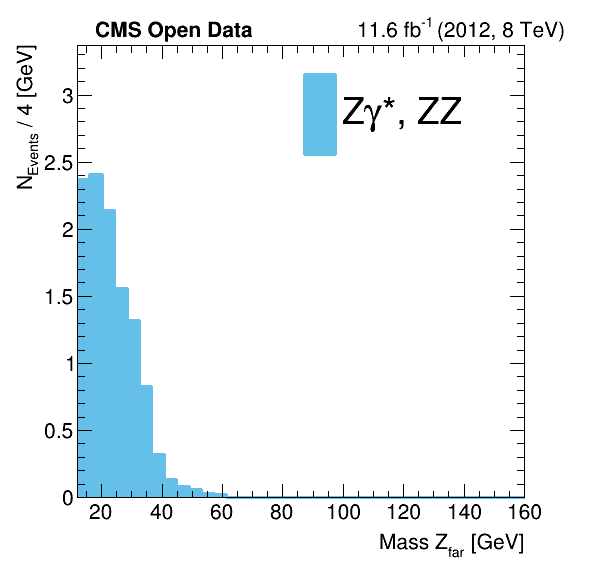 CMS Open Data 11.6 fb⁻¹ (2012, 8 TeV)
N_Events / 4 [GeV]
Zγ*, ZZ
3
2.5
2
1.5
1
0.5
0
20 40 60 80 100 120 140 160
Mass Z_far [GeV]